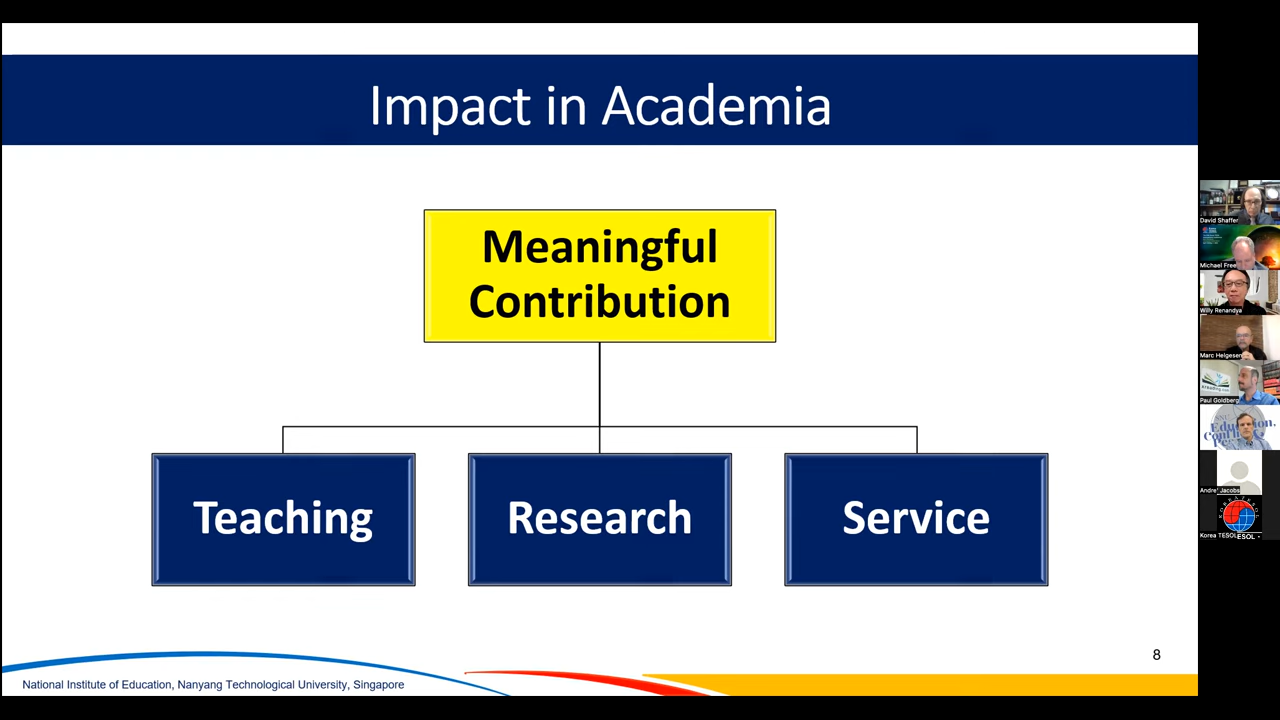 Impact in Academia
Meaningful
Contribution
Teaching
Research
Service
8
National Institute of Education, Nanyang Technological University, Singapore
David Shaffer
Michael Free
Willy Renandya
Marc Helgesen
Paul Goldberg
Andre' Jacobs
Korea TESOL